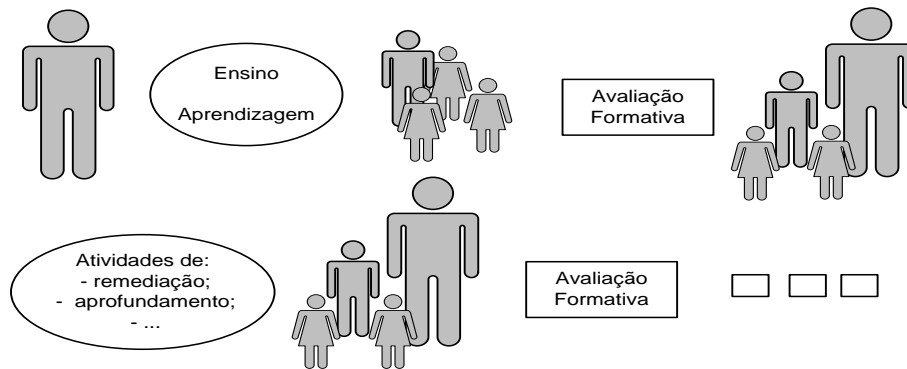 Ensino
Aprendizagem
Avaliação
Formativa
Atividades de:
- remediação;
- aprofundamento;
- ...
Avaliação
Formativa